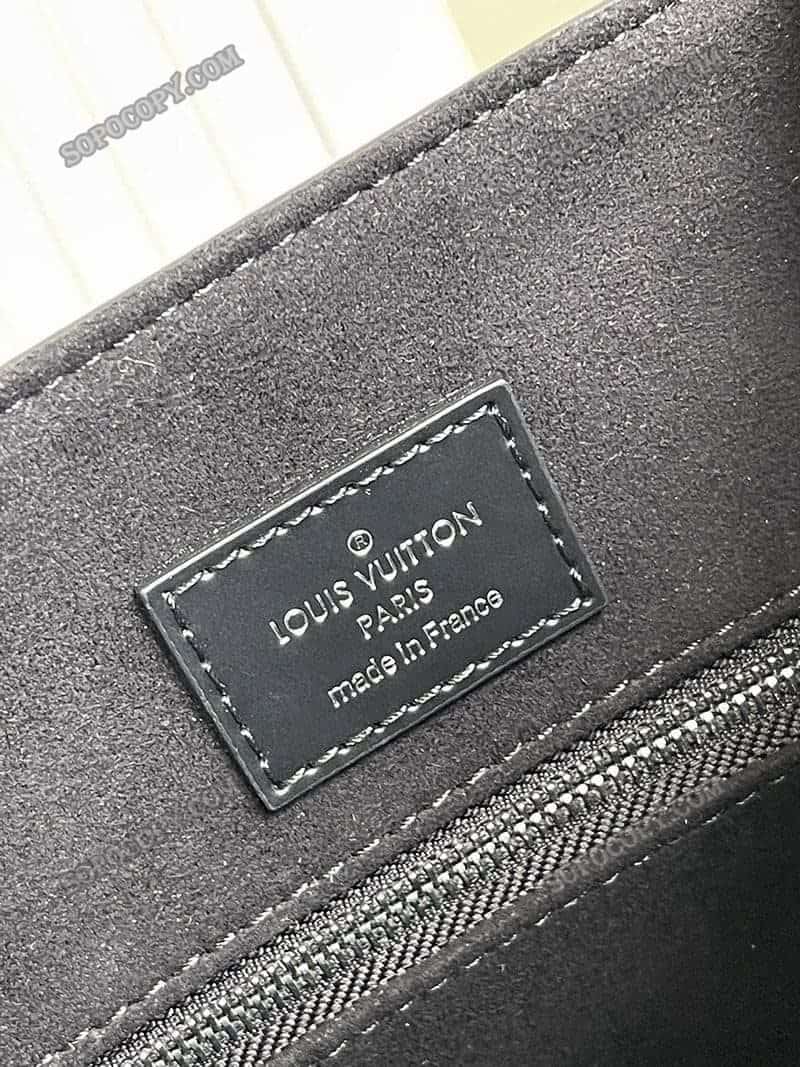 SOPOCOPY.COM
®
LOUIS VUITTON
PARIS
made in France